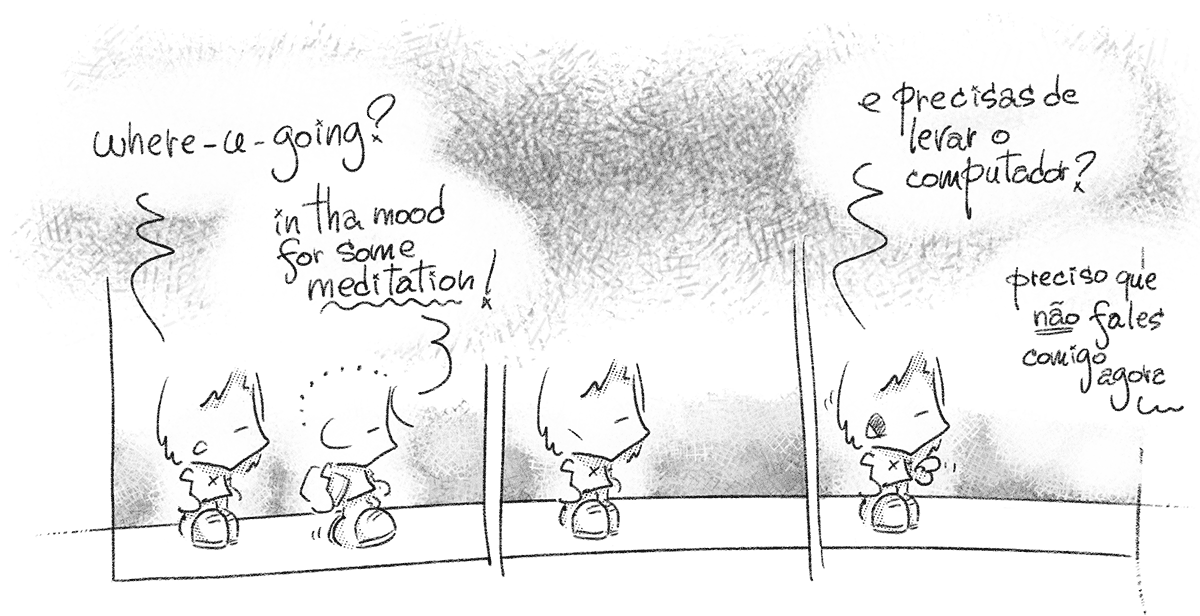 where-u-going?
in tha mood
for some
meditation!
e precisas de
levar o
computador?
preciso que
não fales
comigo
agora